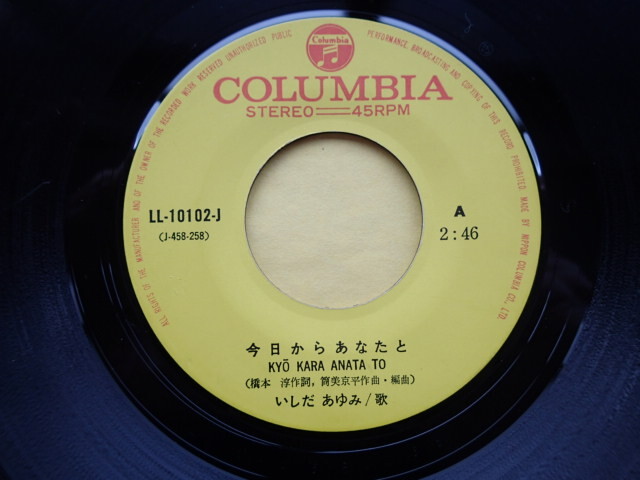 ALL RIGHTS OF THE MANUFACTURER AND OF THE OWNER OF THE RECORDED WORK RESERVED UNAUTHORIZED PUBLIC PERFORMANCE, BROADCASTING AND COPYING OF THIS RECORD PROHIBITED. MADE BY NIPPON COLUMBIA CO., LTD.
Columbia
COLUMBIA
STEREO 45RPM
LL-10102-J
(J-458-258)
A
2:46
今日からあなたと
KYŌ KARA ANATA TO
(橋本 淳作詞,筒美京平作曲・編曲)
いしだ あゆみ/歌